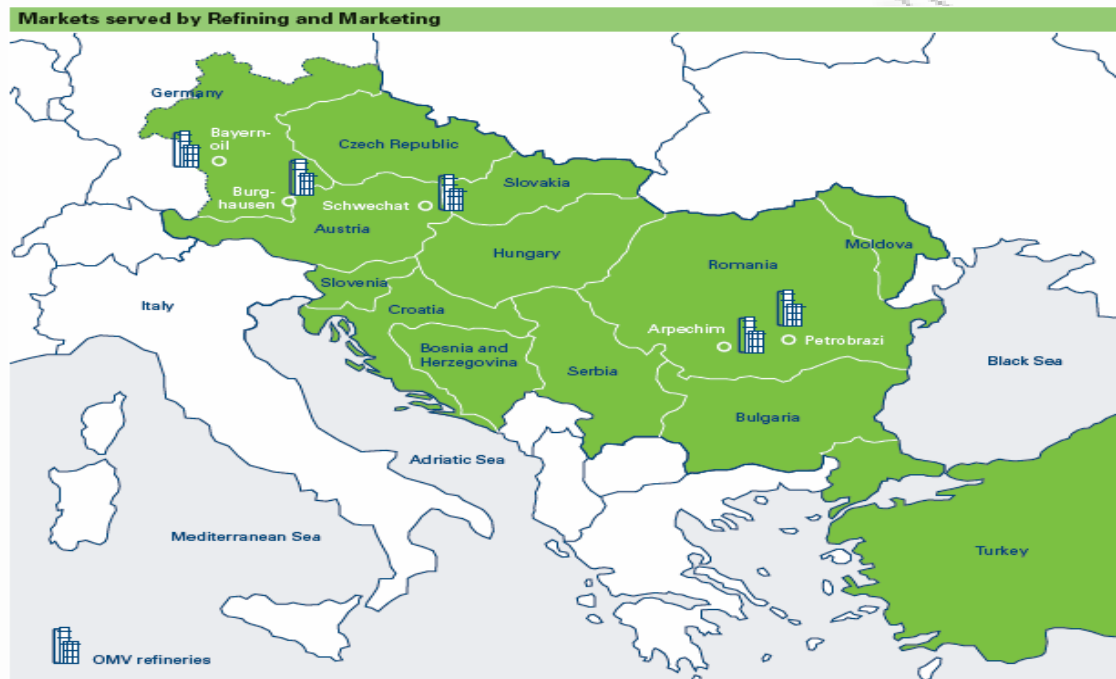 Markets served by Refining and Marketing
Germany
Bayern-
oil
Czech Republic
Slovakia
Burg-
hausen
Schwechat
Austria
Hungary
Moldova
Romania
Slovenia
Italy
Croatia
Arpechim
Petrobrazi
Bosnia and
Herzegovina
Serbia
Black Sea
Bulgaria
Adriatic Sea
Mediterranean Sea
Turkey
OMV refineries